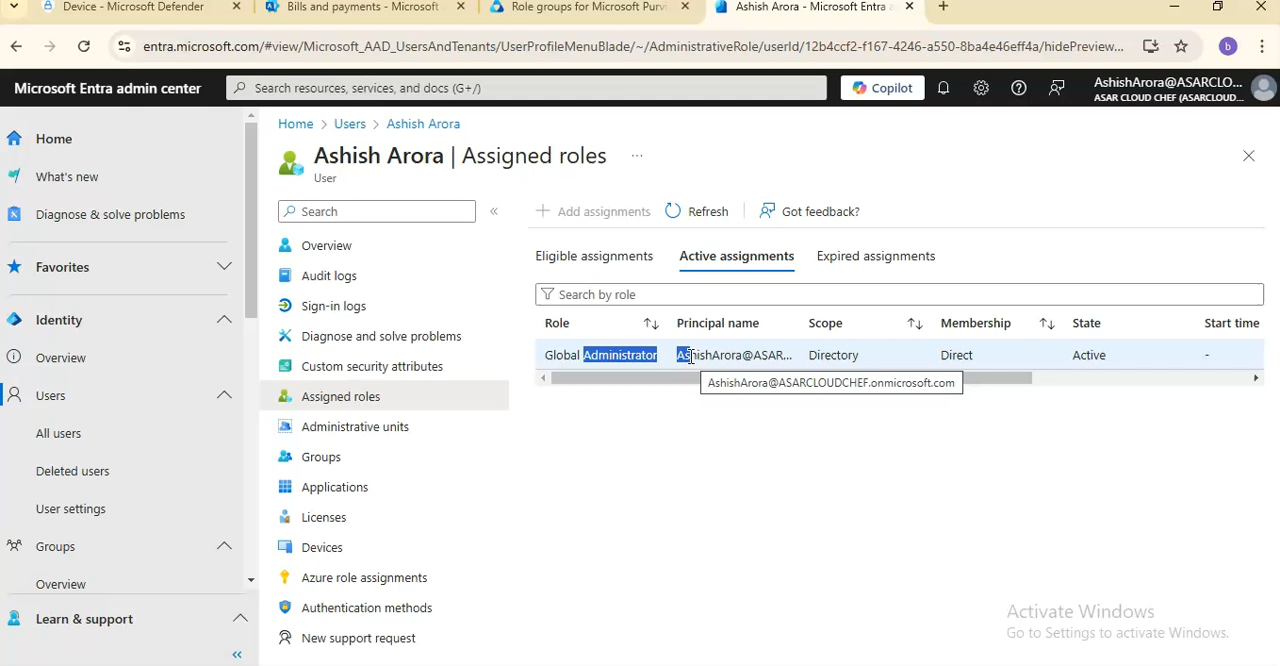 Device - Microsoft Defender
Bills and payments - Microsoft
Role groups for Microsoft Purvi
Ashish Arora - Microsoft Entra a
entra.microsoft.com/#view/Microsoft_AAD_UsersAndTenants/UserProfileMenuBlade/~/AdministrativeRole/userId/12b4ccf2-f167-4246-a550-8ba4e46eff4a/hidePreview...
b
Microsoft Entra admin center
Search resources, services, and docs (G+/)
Copilot
AshishArora@ASARCLO...
ASAR CLOUD CHEF (ASARCLOUD...
Home
What's new
Diagnose & solve problems
Favorites
Identity
Overview
Users
All users
Deleted users
User settings
Groups
Overview
Learn & support
Home > Users > Ashish Arora
Ashish Arora | Assigned roles ...
User
Search
Overview
Audit logs
Sign-in logs
Diagnose and solve problems
Custom security attributes
Assigned roles
Administrative units
Groups
Applications
Licenses
Devices
Azure role assignments
Authentication methods
New support request
Add assignments Refresh Got feedback?
Eligible assignments Active assignments Expired assignments
Search by role
Role Principal name Scope Membership State Start time
Global Administrator AshishArora@ASAR... Directory Direct Active -
AshishArora@ASARCLOUDCHEF.onmicrosoft.com
Activate Windows
Go to Settings to activate Windows.